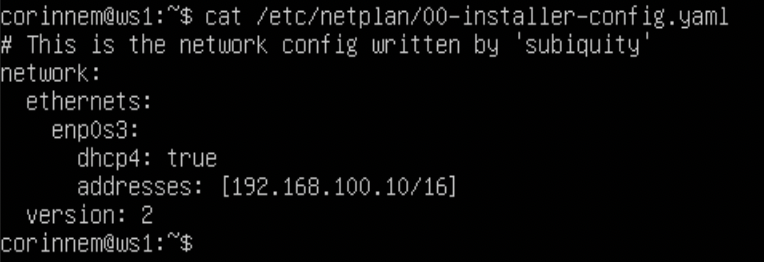 corinnem@ws1:~$ cat /etc/netplan/00-installer-config.yaml
# This is the network config written by 'subiquity'
network:
  ethernets:
    enp0s3:
      dhcp4: true
      addresses: [192.168.100.10/16]
  version: 2
corinnem@ws1:~$